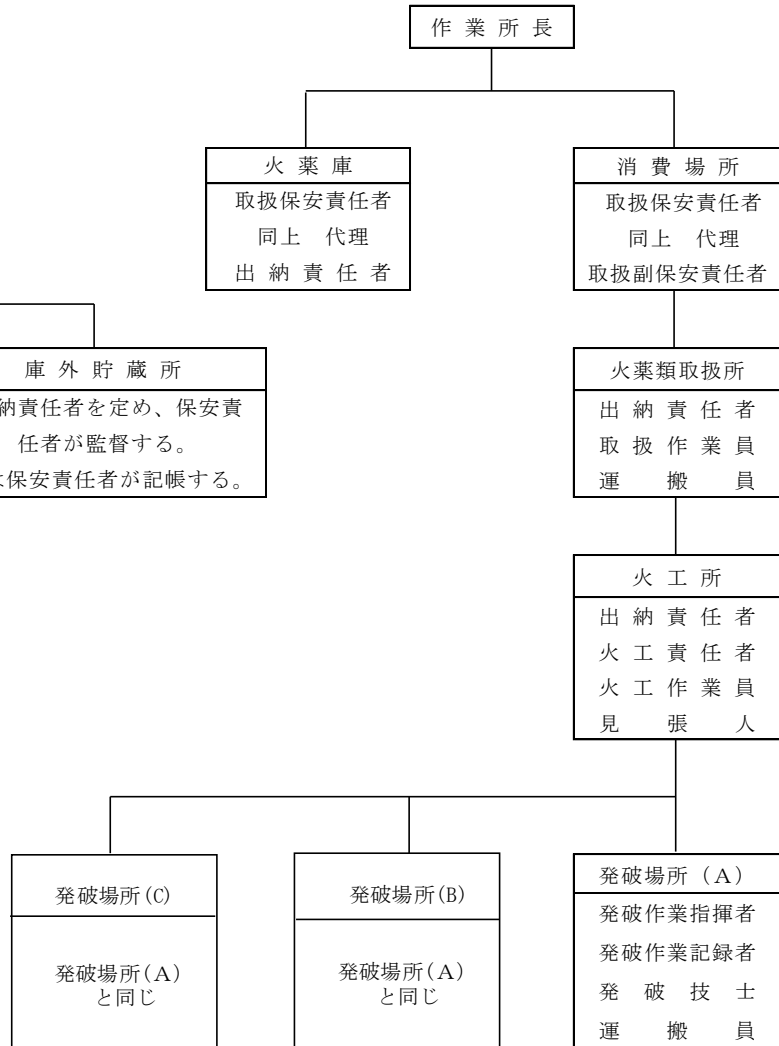 作業所長
火薬庫
取扱保安責任者
同上　代理
出納責任者
消費場所
取扱保安責任者
同上　代理
取扱副保安責任者
庫外貯蔵所
納責任者を定め、保安責
任者が監督する。
保安責任者が記帳する。
火薬類取扱所
出納責任者
取扱作業員
運搬員
火工所
出納責任者
火工責任者
火工作業員
見張人
発破場所(C)
発破場所(A)
と同じ
発破場所(B)
発破場所(A)
と同じ
発破場所（A）
発破作業指揮者
発破作業記録者
発破技士
運搬員